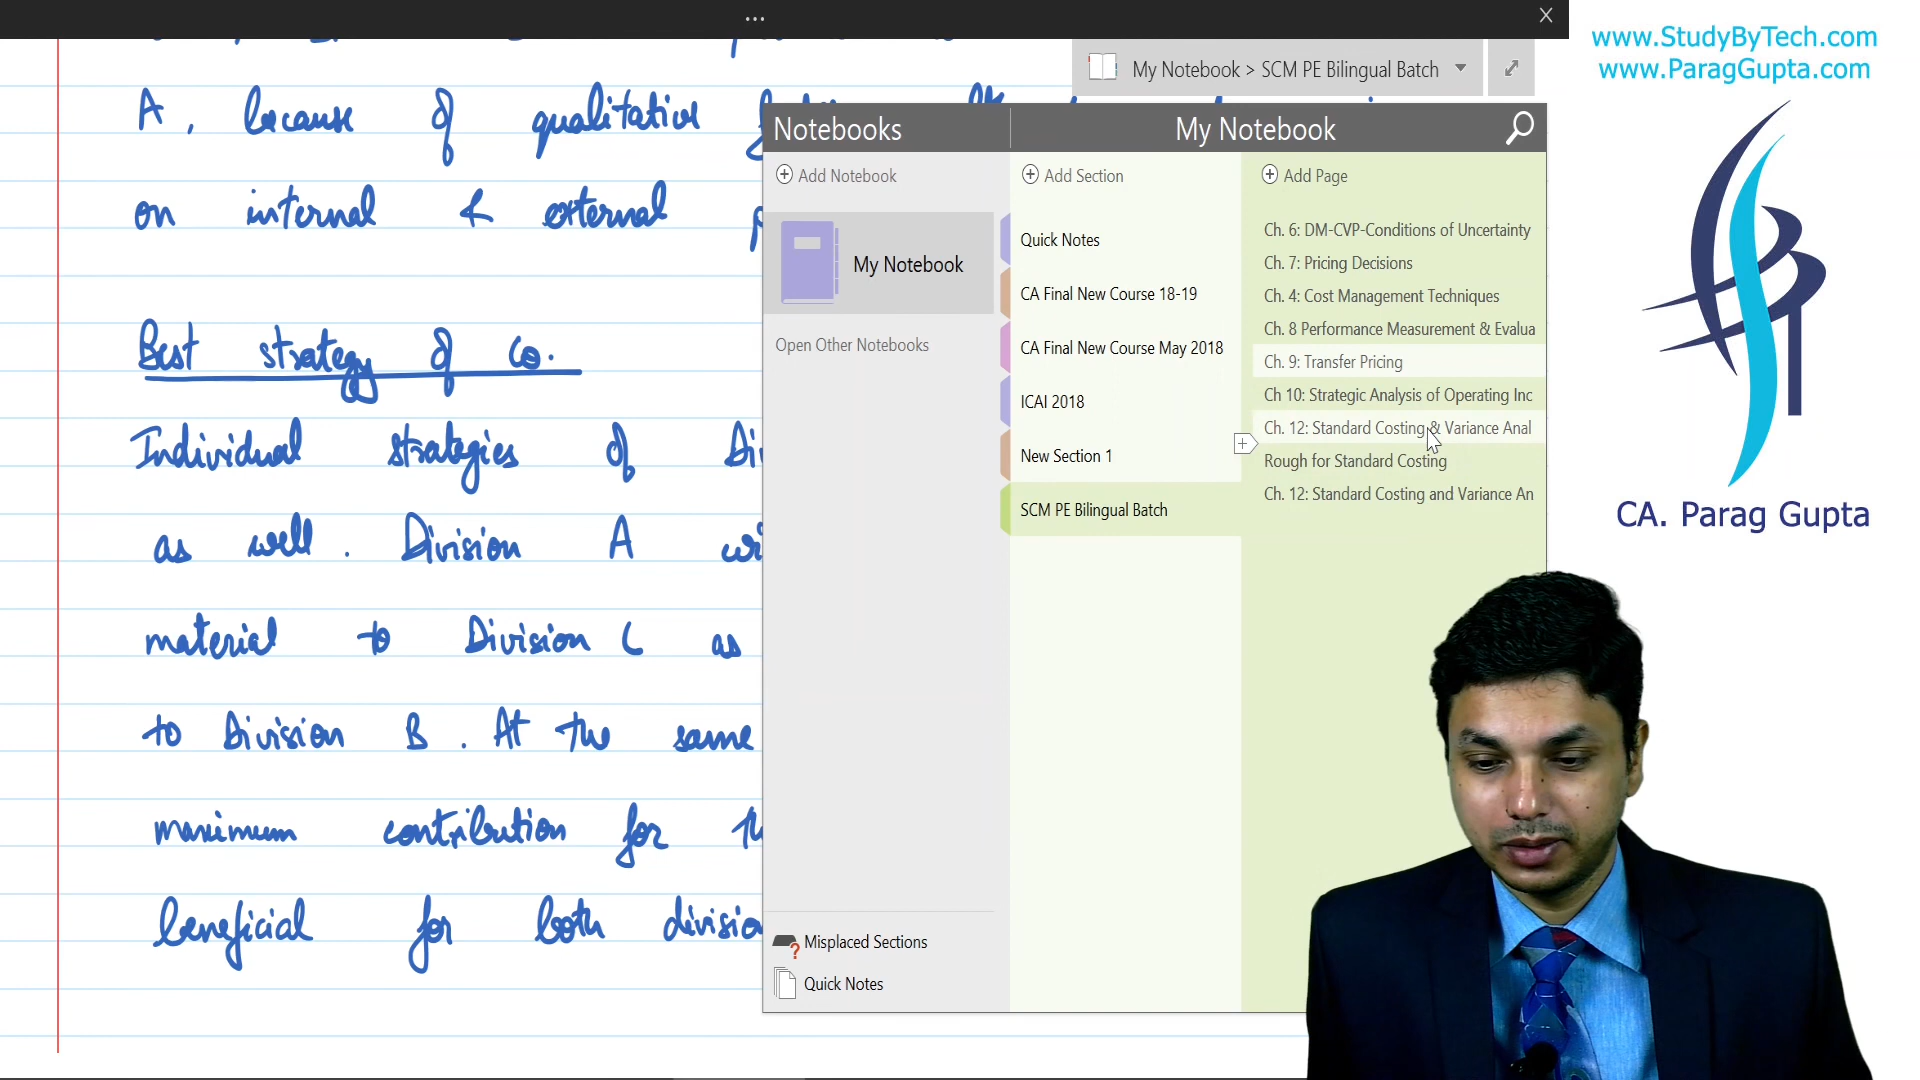 ...
My Notebook > SCM PE Bilingual Batch
www.StudyByTech.com
www.ParagGupta.com
CA. Parag Gupta
A, because of qualitative
on internal & external
Best strategy of Co.
Individual strategies of
as well. Division A
material to Division C as
to Division B. At the same
maximum contribution for
beneficial for both
Notebooks
Add Notebook
My Notebook
Open Other Notebooks
Misplaced Sections
Quick Notes
My Notebook
Add Section
Quick Notes
CA Final New Course 18-19
CA Final New Course May 2018
ICAI 2018
New Section 1
SCM PE Bilingual Batch
Add Page
Ch. 6: DM-CVP-Conditions of Uncertainty
Ch. 7: Pricing Decisions
Ch. 4: Cost Management Techniques
Ch. 8 Performance Measurement & Evalua
Ch. 9: Transfer Pricing
Ch 10: Strategic Analysis of Operating Inc
Ch. 12: Standard Costing & Variance Anal
Rough for Standard Costing
Ch. 12: Standard Costing and Variance An